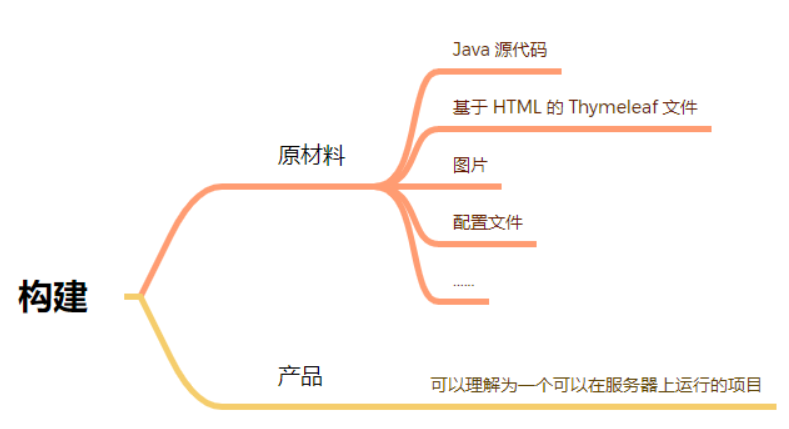 构建
原材料
Java 源代码
基于 HTML 的 Thymeleaf 文件
图片
配置文件
......
产品
可以理解为一个可以在服务器上运行的项目